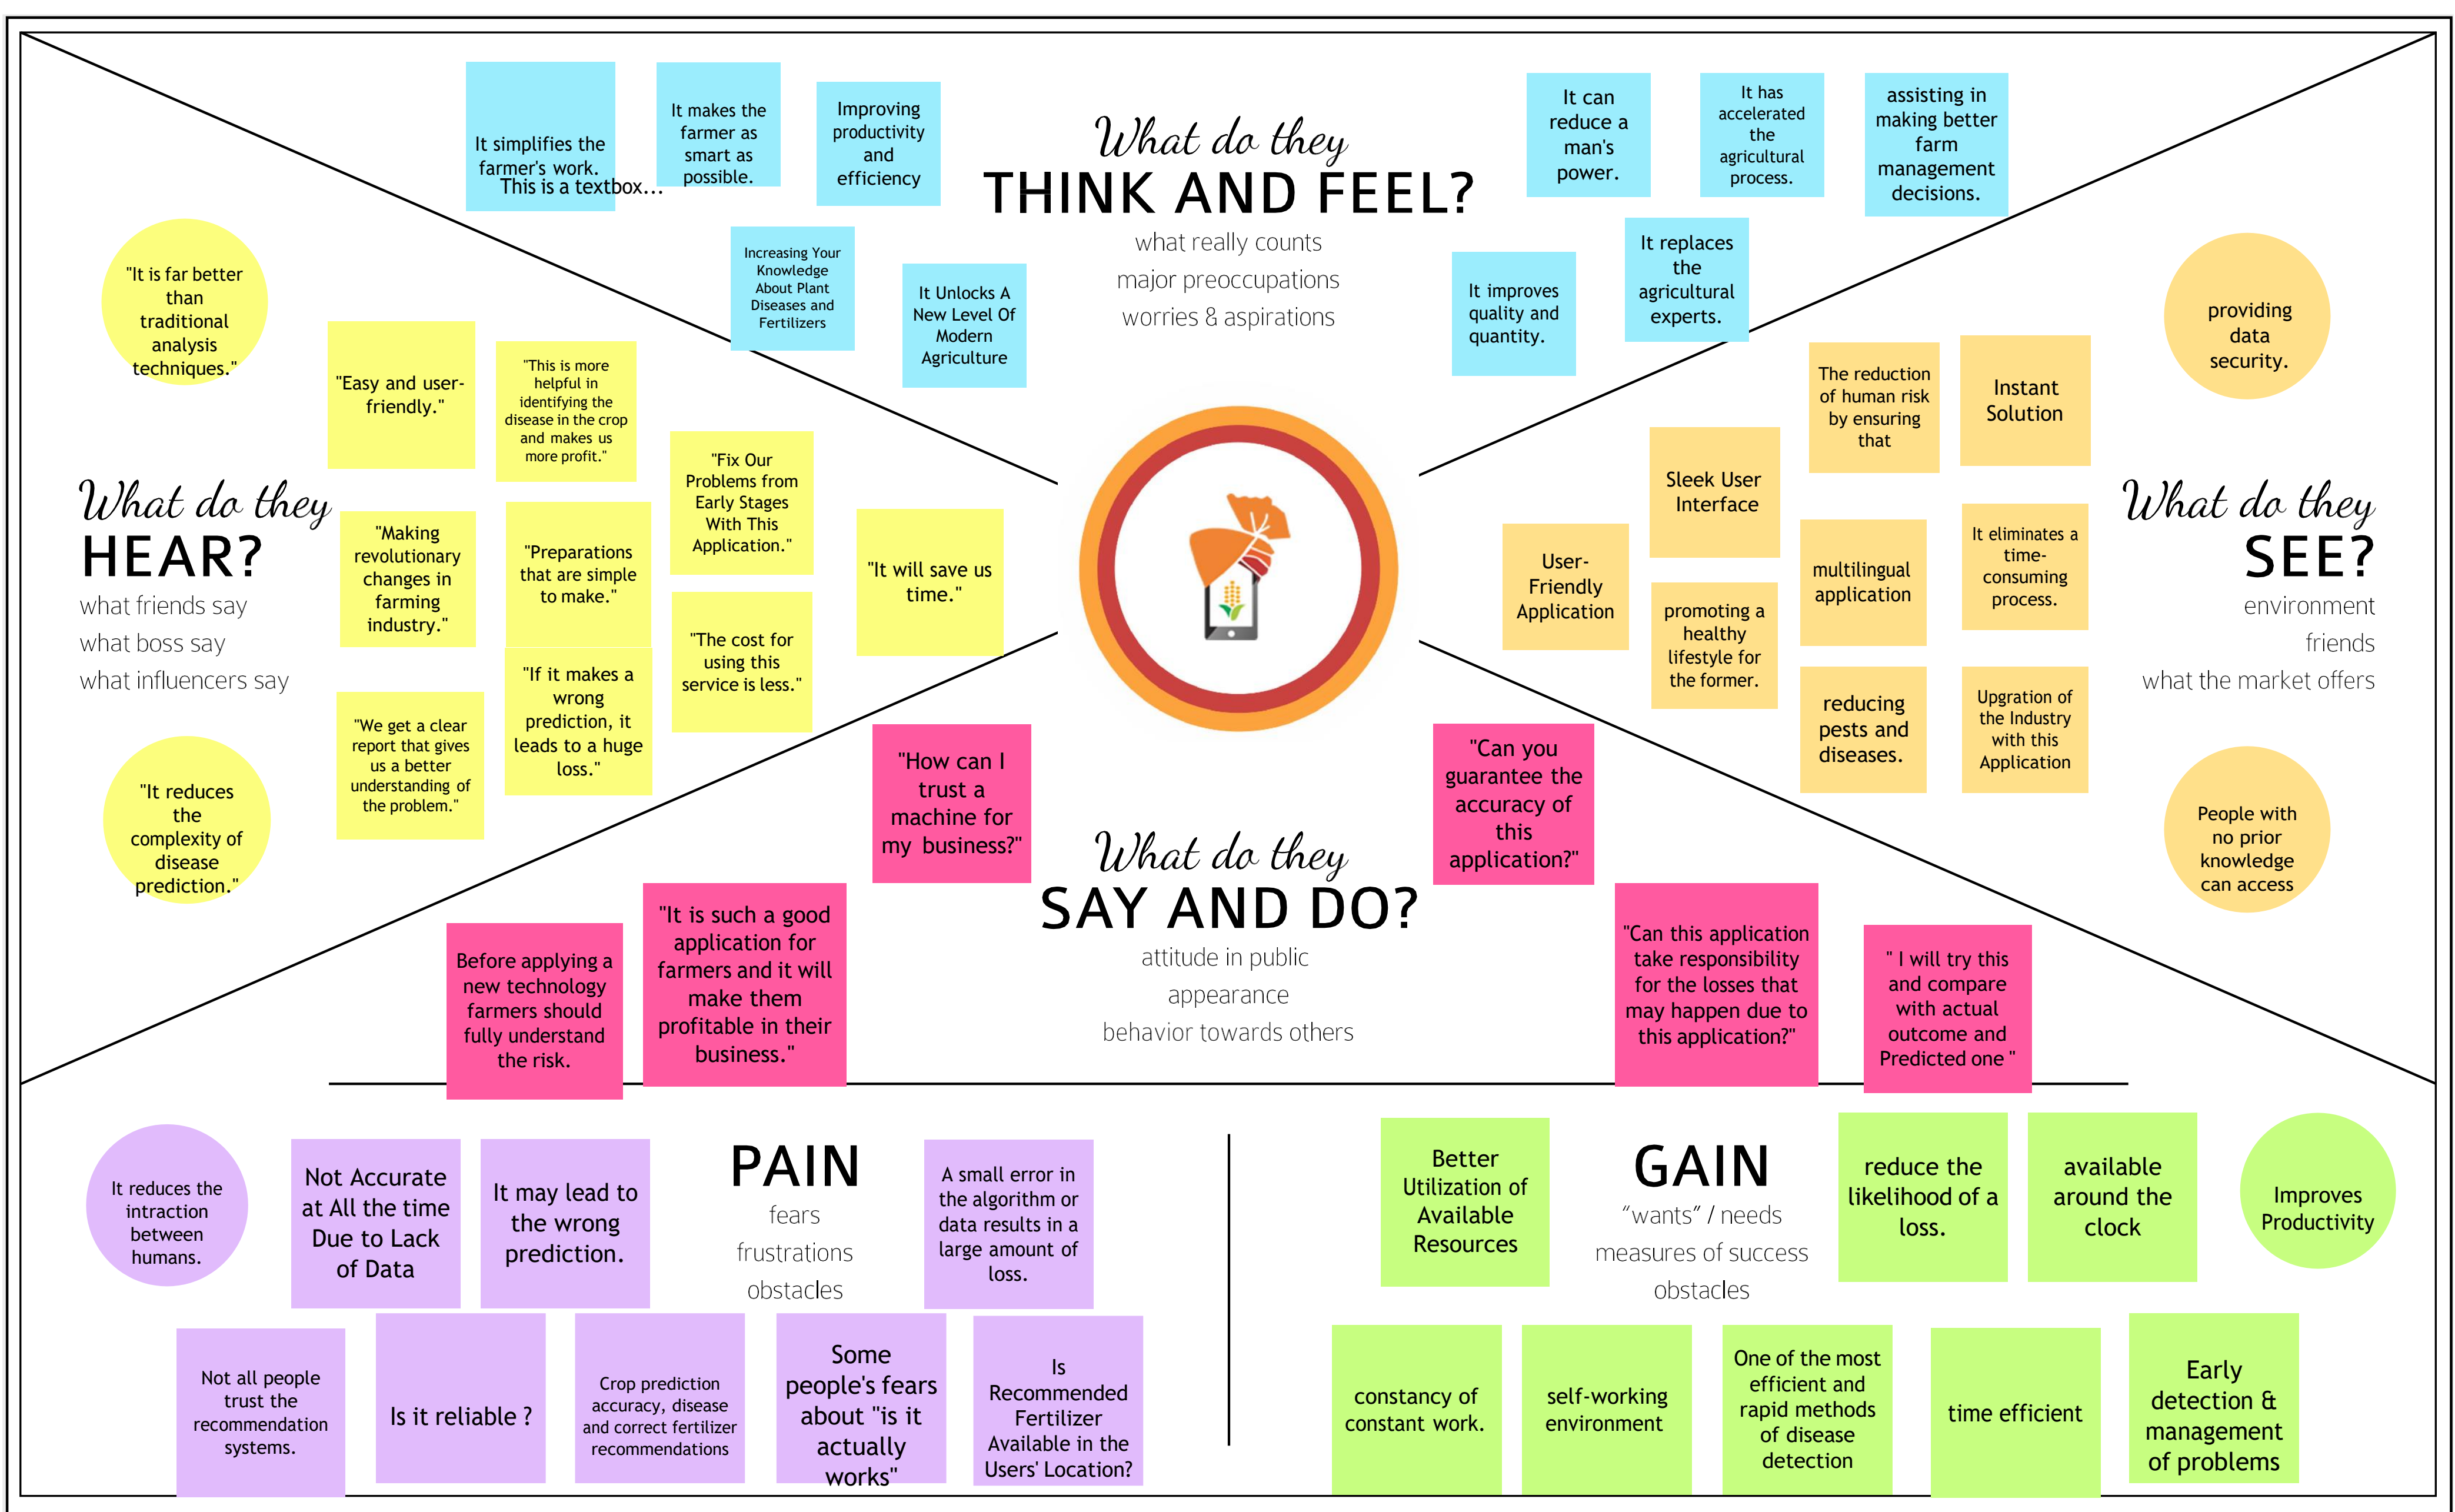 It simplifies the
farmer's work.
This is a textbox...
It makes the
farmer as
smart as
possible.
Improving
productivity
and
efficiency
Increasing Your
Knowledge
About Plant
Diseases and
Fertilizers
It Unlocks A
New Level Of
Modern
Agriculture
What do they
THINK AND FEEL?
what really counts
major preoccupations
worries & aspirations
It can
reduce a
man's
power.
It has
accelerated
the
agricultural
process.
assisting in
making better
farm
management
decisions.
It improves
quality and
quantity.
It replaces
the
agricultural
experts.
"It is far better
than
traditional
analysis
techniques."
"Easy and user-
friendly."
"This is more
helpful in
identifying the
disease in the crop
and makes us
more profit."
"Fix Our
Problems from
Early Stages
With This
Application."
What do they
HEAR?
what friends say
what boss say
what influencers say
"Making
revolutionary
changes in
farming
industry."
"Preparations
that are simple
to make."
"It will save us
time."
"The cost for
using this
service is less."
"If it makes a
wrong
prediction, it
leads to a huge
loss."
"We get a clear
report that gives
us a better
understanding of
the problem."
"It reduces
the
complexity of
disease
prediction."
providing
data
security.
The reduction
of human risk
by ensuring
that
Instant
Solution
Sleek User
Interface
User-
Friendly
Application
multilingual
application
It eliminates a
time-
consuming
process.
promoting a
healthy
lifestyle for
the former.
reducing
pests and
diseases.
Upgration of
the Industry
with this
Application
What do they
SEE?
environment
friends
what the market offers
People with
no prior
knowledge
can access
"How can I
trust a
machine for
my business?"
"Can you
guarantee the
accuracy of
this
application?"
What do they
SAY AND DO?
attitude in public
appearance
behavior towards others
Before applying a
new technology
farmers should
fully understand
the risk.
"It is such a good
application for
farmers and it will
make them
profitable in their
business."
"Can this application
take responsibility
for the losses that
may happen due to
this application?"
" I will try this
and compare
with actual
outcome and
Predicted one "
It reduces the
intraction
between
humans.
Not Accurate
at All the time
Due to Lack
of Data
It may lead to
the wrong
prediction.
PAIN
fears
frustrations
obstacles
A small error in
the algorithm or
data results in a
large amount of
loss.
Not all people
trust the
recommendation
systems.
Is it reliable ?
Crop prediction
accuracy, disease
and correct fertilizer
recommendations
Some
people's fears
about "is it
actually
works"
Is
Recommended
Fertilizer
Available in the
Users' Location?
Better
Utilization of
Available
Resources
GAIN
"wants" / needs
measures of success
obstacles
reduce the
likelihood of a
loss.
available
around the
clock
Improves
Productivity
constancy of
constant work.
self-working
environment
One of the most
efficient and
rapid methods
of disease
detection
time efficient
Early
detection &
management
of problems